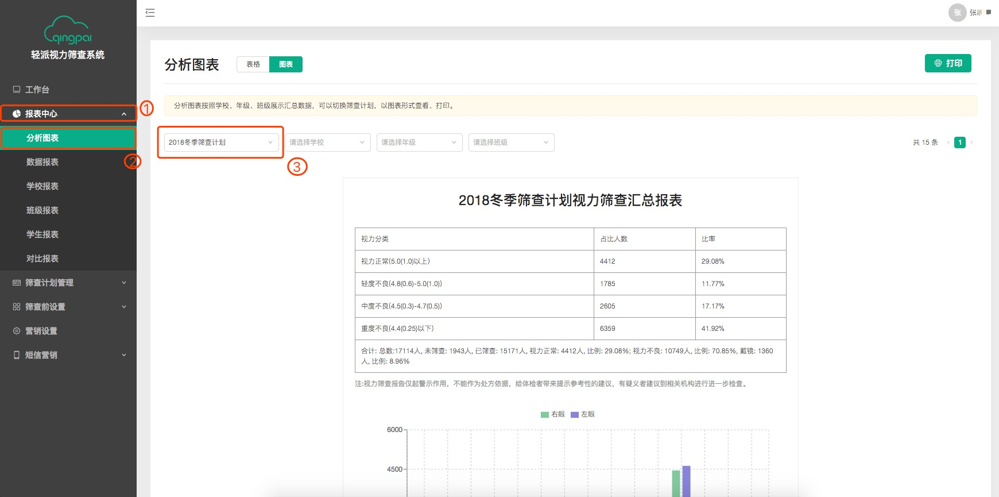 qingpai
轻派视力筛查系统
工作台
报表中心
①
分析图表
②
数据报表
学校报表
班级报表
学生报表
对比报表
筛查计划管理
筛查前设置
营销设置
短信营销
张
张
分析图表
表格
图表
打印
分析图表按照学校、年级、班级展示汇总数据，可以切换筛查计划，以图表形式查看、打印。
2018冬季筛查计划
请选择学校
请选择年级
请选择班级
共 15 条
1
③
2018冬季筛查计划视力筛查汇总报表
视力分类 占比人数 比率
视力正常(5.0(1.0)以上) 4412 29.08%
轻度不良(4.8(0.6)-5.0(1.0)) 1785 11.77%
中度不良(4.5(0.3)-4.7(0.5)) 2605 17.17%
重度不良(4.4(0.25)以下) 6359 41.92%
合计: 总数:17114人, 未筛查: 1943人, 已筛查: 15171人, 视力正常: 4412人, 比例: 29.08%; 视力不良: 10749人, 比例: 70.85%, 戴镜: 1360
人, 比例: 8.96%
注:视力筛查报告仅起警示作用，不能作为处方依据，给体检者带来提示参考性的建议，有疑义者建议到相关机构进行进一步检查。
右眼 左眼
6000
4500